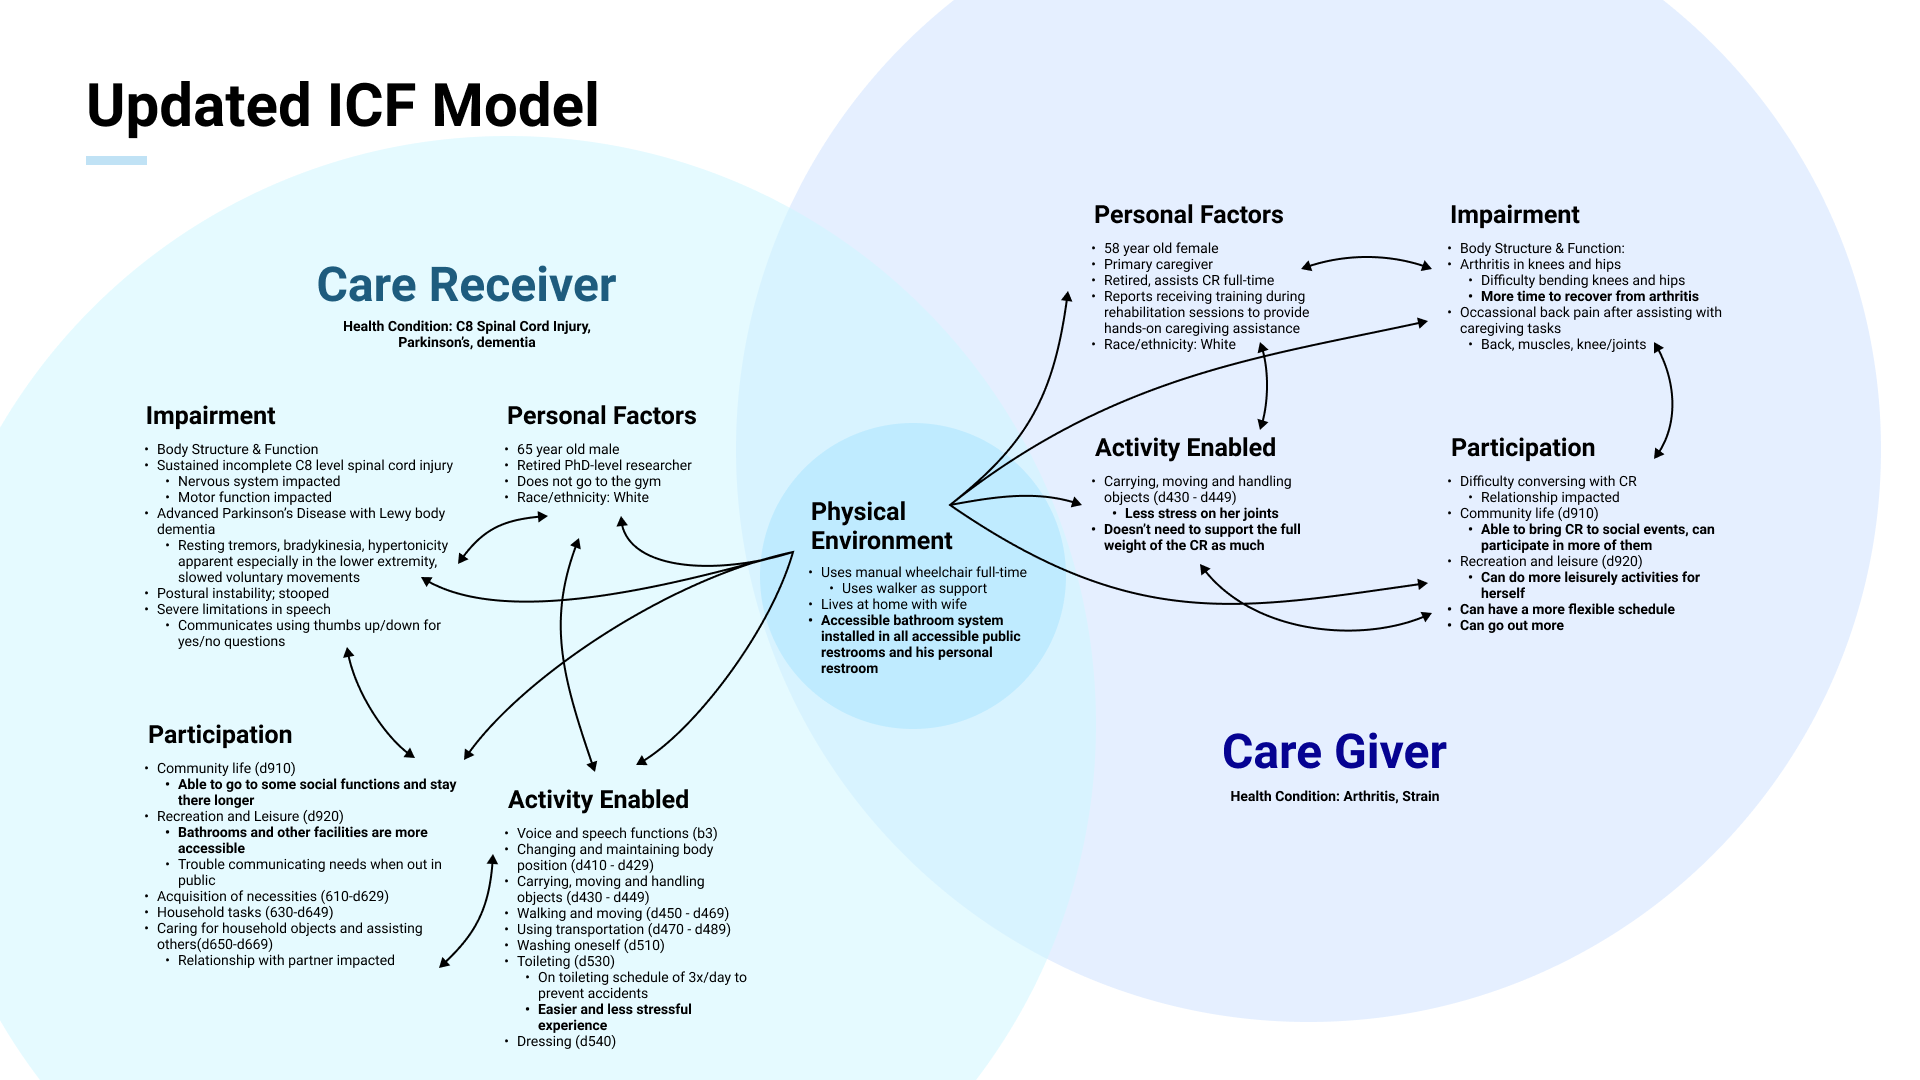 Updated ICF Model
Care Receiver
Health Condition: C8 Spinal Cord Injury,
Parkinson's, dementia
Impairment
• Body Structure & Function
• Sustained incomplete C8 level spinal cord injury
• Nervous system impacted
• Motor function impacted
• Advanced Parkinson's Disease with Lewy body
dementia
• Resting tremors, bradykinesia, hypertonicity
apparent especially in the lower extremity,
slowed voluntary movements
• Postural instability; stooped
• Severe limitations in speech
• Communicates using thumbs up/down for
yes/no questions
Personal Factors
• 65 year old male
• Retired PhD-level researcher
• Does not go to the gym
• Race/ethnicity: White
Participation
• Community life (d910)
• Able to go to some social functions and stay
there longer
• Recreation and Leisure (d920)
• Bathrooms and other facilities are more
accessible
• Trouble communicating needs when out in
public
• Acquisition of necessities (610-d629)
• Household tasks (630-d649)
• Caring for household objects and assisting
others(d650-d669)
• Relationship with partner impacted
Activity Enabled
• Voice and speech functions (b3)
• Changing and maintaining body
position (d410 - d429)
• Carrying, moving and handling
objects (d430 - d449)
• Walking and moving (d450 - d469)
• Using transportation (d470 - d489)
• Washing oneself (d510)
• Toileting (d530)
• On toileting schedule of 3x/day to
prevent accidents
• Easier and less stressful
experience
• Dressing (d540)
Physical
Environment
• Uses manual wheelchair full-time
• Uses walker as support
• Lives at home with wife
• Accessible bathroom system
installed in all accessible public
restrooms and his personal
restroom
Personal Factors
• 58 year old female
• Primary caregiver
• Retired, assists CR full-time
• Reports receiving training during
rehabilitation sessions to provide
hands-on caregiving assistance
• Race/ethnicity: White
Impairment
• Body Structure & Function:
• Arthritis in knees and hips
• Difficulty bending knees and hips
• More time to recover from arthritis
• Occassional back pain after assisting with
caregiving tasks
• Back, muscles, knee/joints
Activity Enabled
• Carrying, moving and handling
objects (d430 - d449)
• Less stress on her joints
• Doesn't need to support the full
weight of the CR as much
Participation
• Difficulty conversing with CR
• Relationship impacted
• Community life (d910)
• Able to bring CR to social events, can
participate in more of them
• Recreation and leisure (d920)
• Can do more leisurely activities for
herself
• Can have a more flexible schedule
• Can go out more
Care Giver
Health Condition: Arthritis, Strain